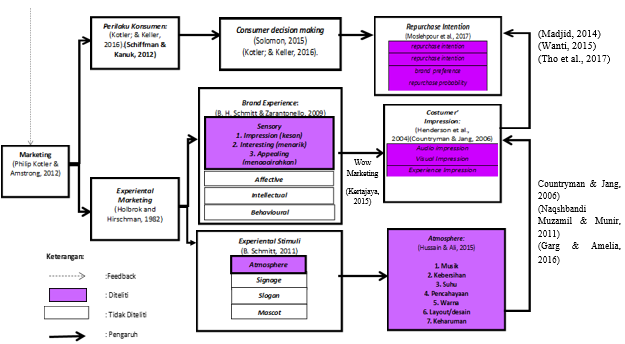 Perilaku Konsumen:
(Kotler; & Keller,
2016).(Schiffman &
Kanuk, 2012)
Consumer decision making
(Solomon, 2015)
(Kotler; & Keller, 2016).
Repurchase Intention
(Moslehpour et al., 2017)
repurchase intention
repurchase intention
brand preference
repurchase probability
(Madjid, 2014)
(Wanti, 2015)
(Tho et al., 2017)
Marketing
(Philip Kotler &
Amstrong, 2012)
Experiental
Marketing
(Holbrok and
Hirschman, 1982)
Brand Experience:
(B. H. Schmitt & Zarantonello, 2009)
Sensory
1. Impression (kesan)
2. Interesting (menarik)
3. Appealing
(menggairahkan)
Affective
Intellectual
Behavioural
Wow
Marketing
(Kertajaya,
2015)
Costumer'
Impression:
(Henderson et al.,
2004)(Countryman & Jang, 2006)
Audio Impression
Visual Impression
Experience Impression
Countryman & Jang,
2006)
(Naqshbandi
Muzamil & Munir,
2011)
(Garg & Amelia,
2016)
Experiental Stimuli
(B. Schmitt, 2011)
Atmosphere
Signage
Slogan
Mascot
Atmosphere:
(Hussain & Ali, 2015)
1. Musik
2. Kebersihan
3. Suhu
4. Pencahayaan
5. Warna
6. Layout/desain
7. Keharuman
Keterangan:
:Feedback
: Diteliti
: Tidak Diteliti
: Pengaruh